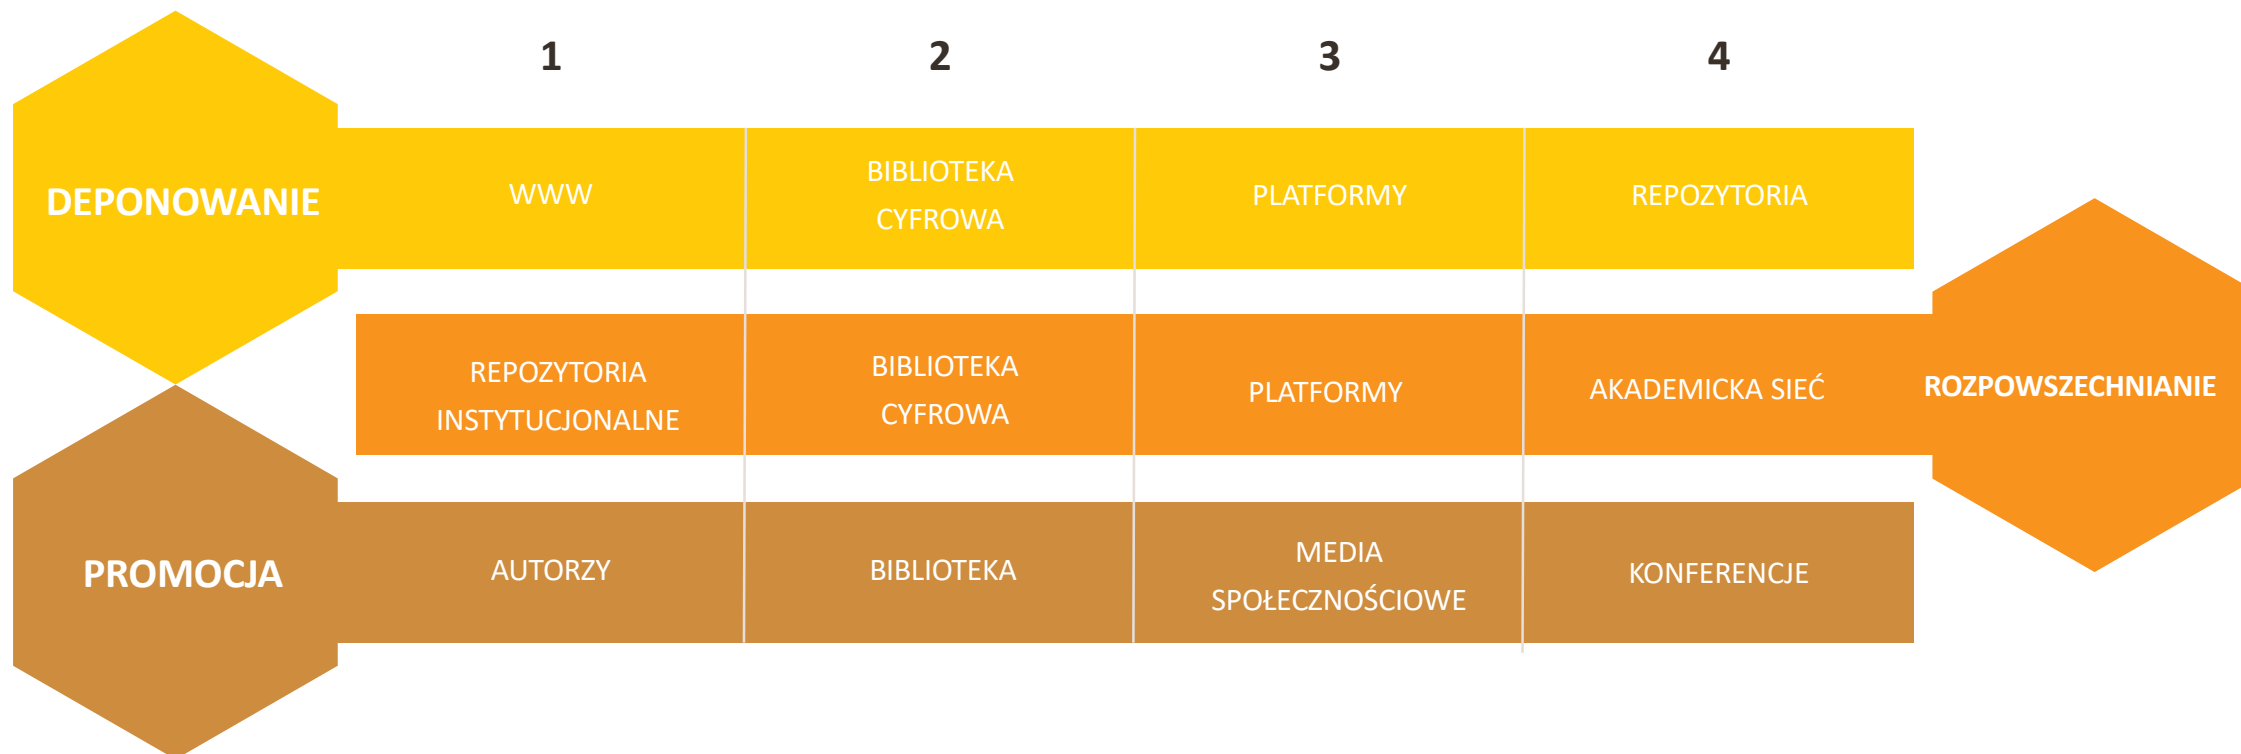 1
2
3
4
DEPONOWANIE
WWW
BIBLIOTEKA
CYFROWA
PLATFORMY
REPOZYTORIA
REPOZYTORIA
INSTYTUCJONALNE
BIBLIOTEKA
CYFROWA
PLATFORMY
AKADEMICKA SIEĆ
ROZPOWSZECHNIANIE
PROMOCJA
AUTORZY
BIBLIOTEKA
MEDIA
SPOŁECZNOŚCIOWE
KONFERENCJE